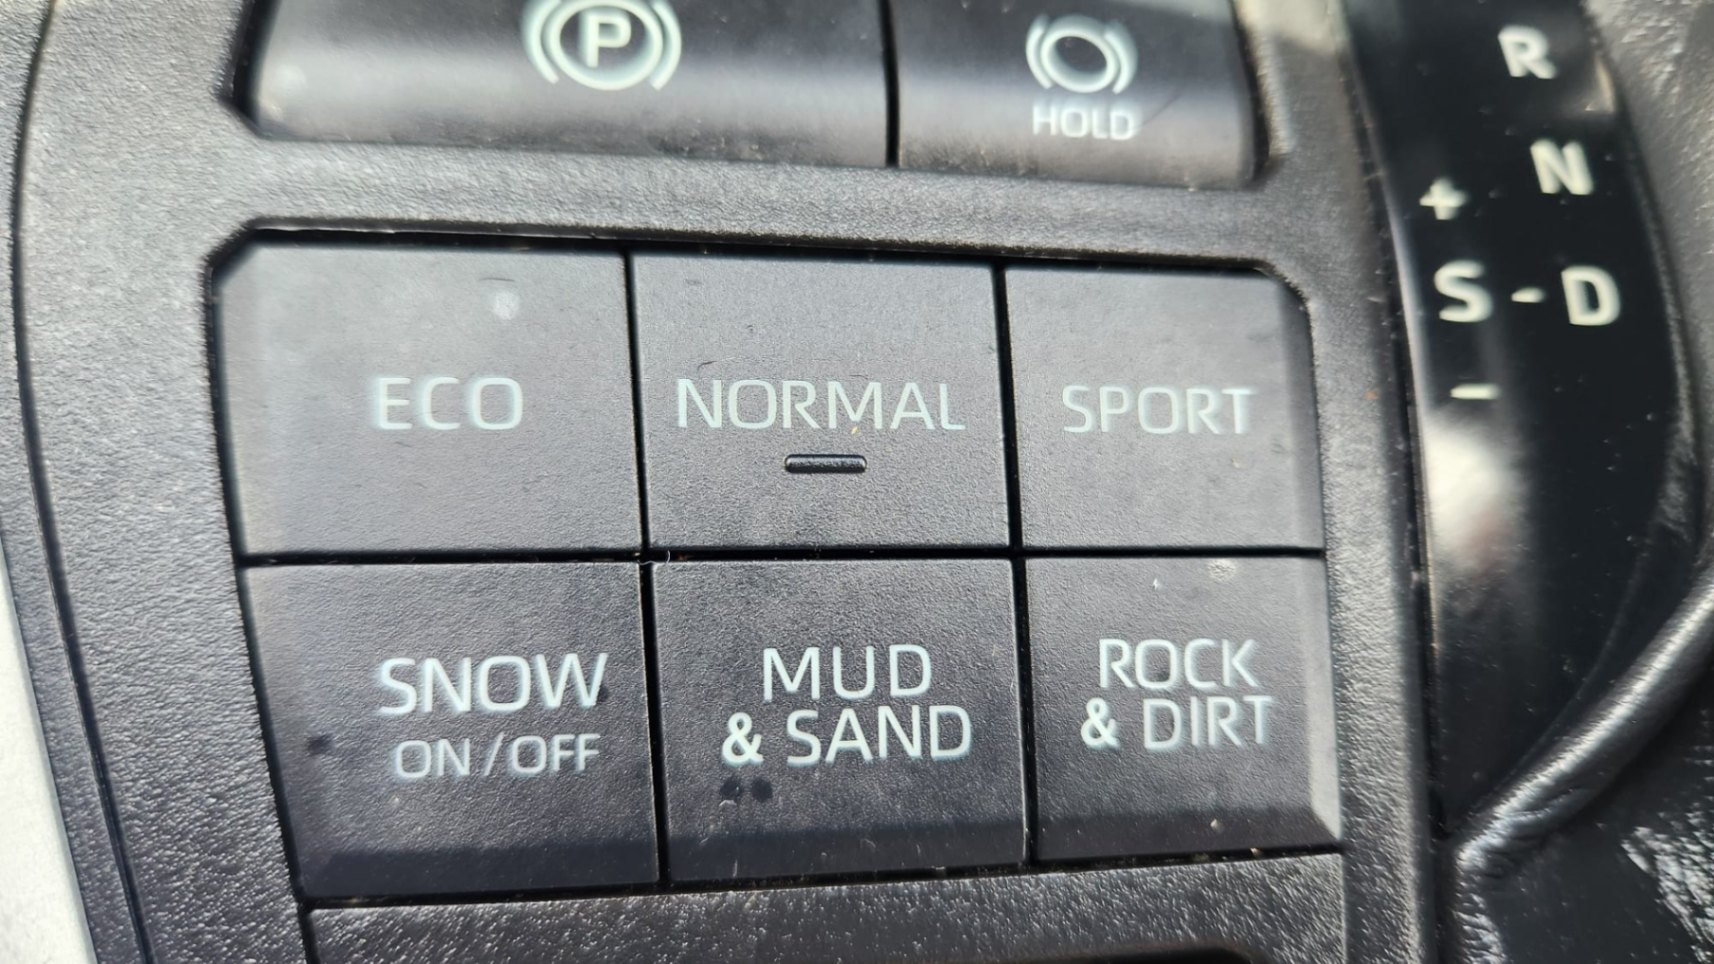 P
HOLD
R
N
+
S - D
-
ECO
NORMAL
SPORT
SNOW
ON/OFF
MUD
& SAND
ROCK
& DIRT